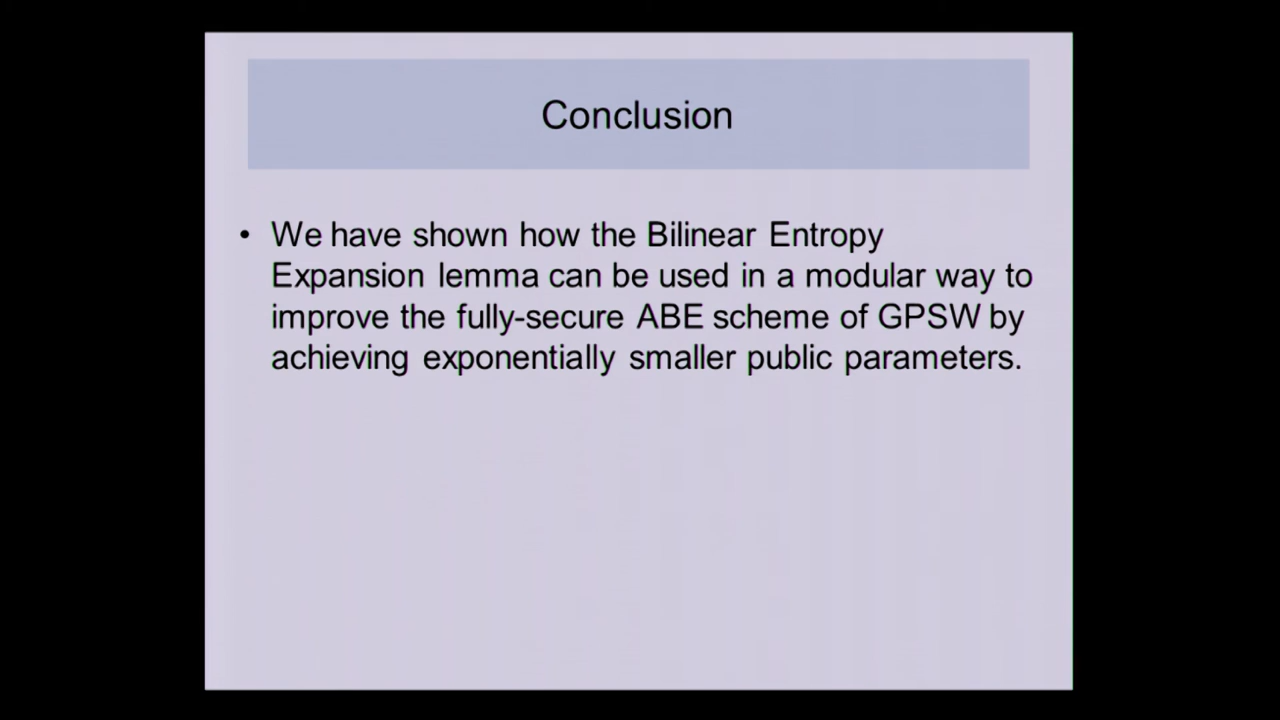 Conclusion
• We have shown how the Bilinear Entropy
Expansion lemma can be used in a modular way to
improve the fully-secure ABE scheme of GPSW by
achieving exponentially smaller public parameters.